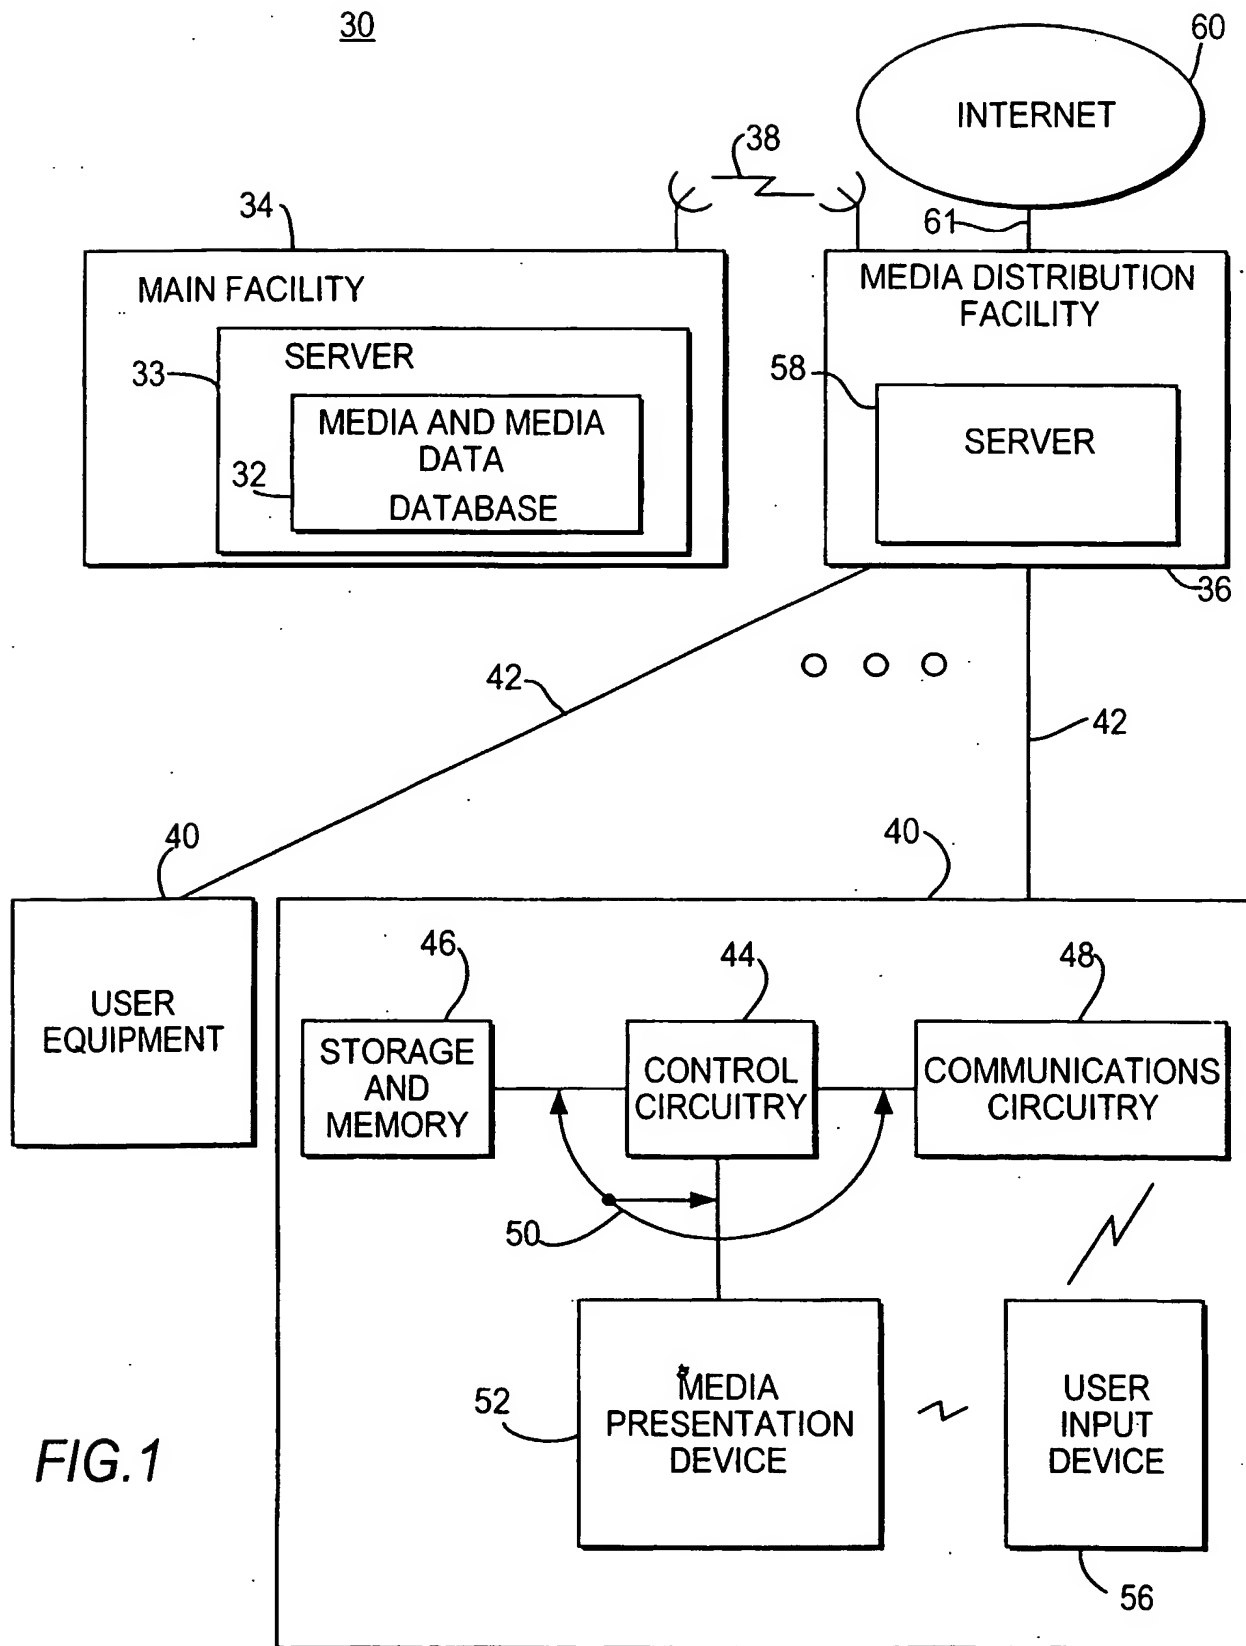 30
60
INTERNET
38
61
34
MAIN FACILITY
MEDIA DISTRIBUTION
FACILITY
33
SERVER
58
SERVER
MEDIA AND MEDIA
DATA
32
DATABASE
36
42
42
40
40
USER
EQUIPMENT
46
44
48
STORAGE
AND
MEMORY
CONTROL
CIRCUITRY
COMMUNICATIONS
CIRCUITRY
50
52
MEDIA
PRESENTATION
DEVICE
USER
INPUT
DEVICE
56
FIG.1